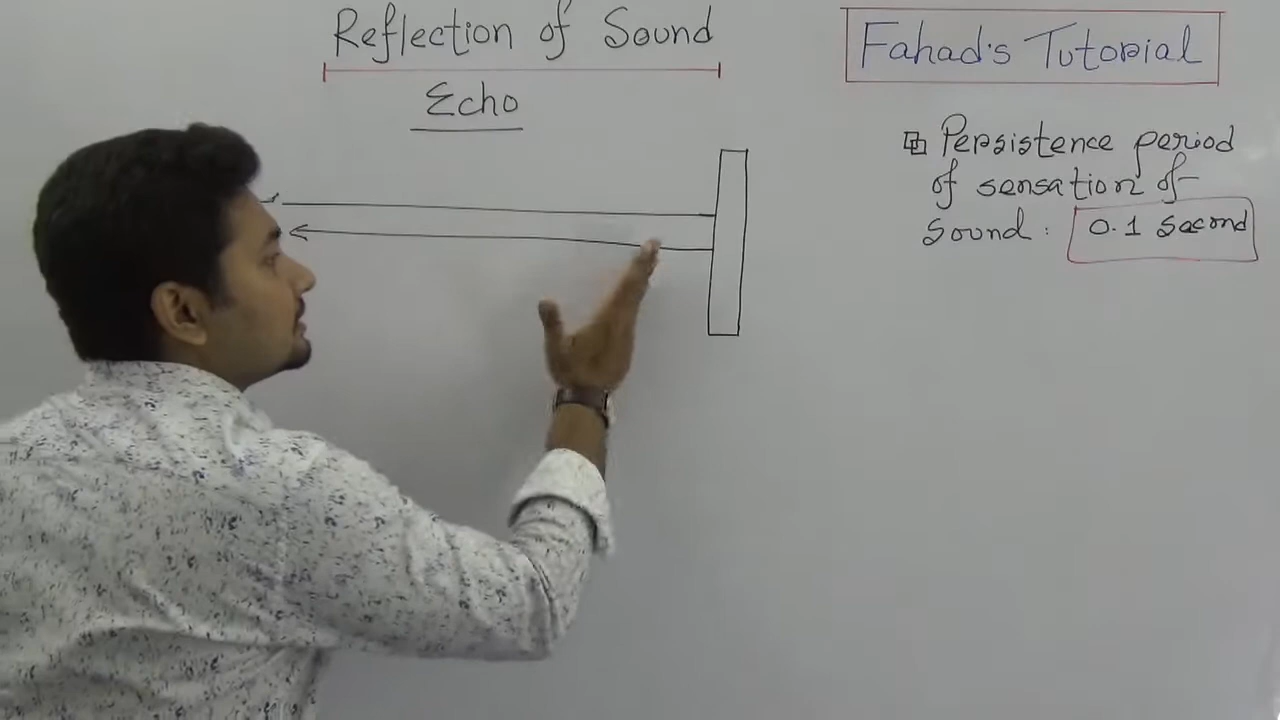 Reflection of Sound
Echo
Fahad's Tutorial
Persistence period
of sensation of
Sound : 0.1 Second